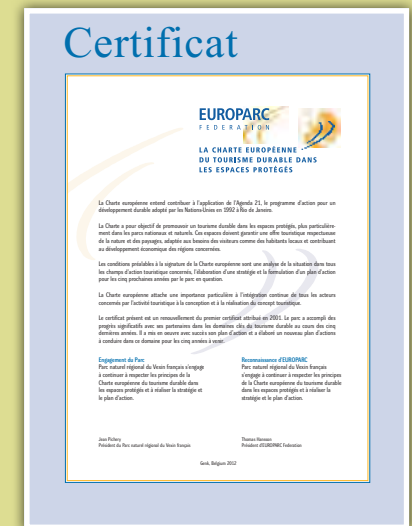 Certificat
EUROPARC
FEDERATION
LA CHARTE EUROPÉENNE
DU TOURISME DURABLE DANS
LES ESPACES PROTÉGÉS
La Charte européenne entend contribuer à l'application de l'Agenda 21, le programme d'action pour un
développement durable adopté par les Nations-Unies en 1992 à Rio de Janeiro.
La Charte a pour objectif de promouvoir un tourisme durable dans les espaces protégés, plus particulière-
ment dans les parcs nationaux et naturels. Ces espaces doivent garantir une offre touristique respectueuse
de la nature et des paysages, adaptée aux besoins des visiteurs comme des habitants locaux et contribuant
au développement économique des régions concernées.
Les conditions préalables à la signature de la Charte européenne sont une analyse de la situation dans tous
les champs d'action touristique concernés, l'élaboration d'une stratégie et la formulation d'un plan d'action
pour les cinq prochaines années par le parc en question.
La Charte européenne attache une importance particulière à l'intégration continue de tous les acteurs
concernés par l'activité touristique à la conception et à la réalisation du concept touristique.
Le certificat présent est un renouvellement du premier certificat attribué en 2001. Le parc a accompli des
progrès significatifs avec ses partenaires dans les domaines clés du tourisme durable au cours des cinq
dernières années. Il a mis en oeuvre avec succès son plan d'action et a élaboré un nouveau plan d'actions
à conduire dans ce domaine pour les cinq années à venir.
Engagement du Parc
Parc naturel régional du Vexin français s'engage
à continuer à respecter les principes de la
Charte européenne du tourisme durable dans
les espaces protégés et à réaliser la stratégie et
le plan d'action.
Reconnaissance d'EUROPARC
Parc naturel régional du Vexin français
s'engage à continuer à respecter les principes
de la Charte européenne du tourisme durable
dans les espaces protégés et à réaliser la
stratégie et le plan d'action.
Jean Pichery
Président du Parc naturel régional du Vexin français
Thomas Hansson
Président d'EUROPARC Federation
Genk, Belgium 2012